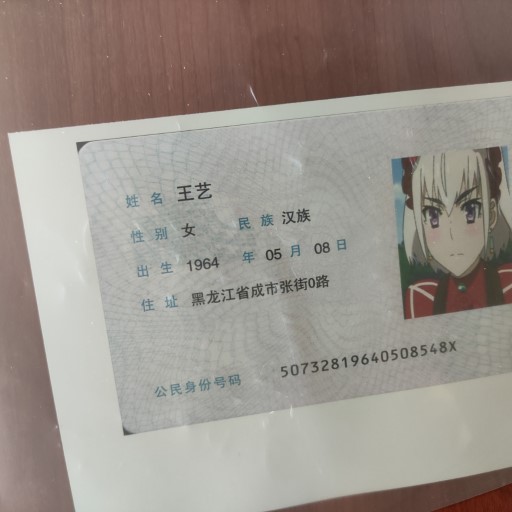 姓名 王艺
性别 女 民族 汉族
出生 1964 年 05 月 08 日
住址 黑龙江省成市张街0路
公民身份号码 50732819640508548X